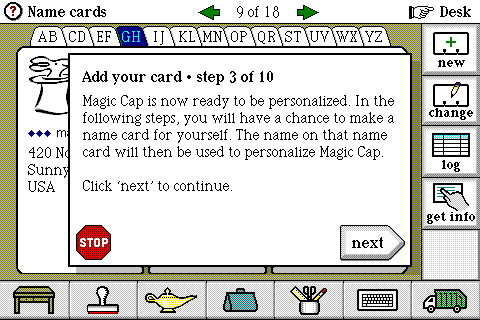 Name cards
9 of 18
Desk
AB CD EF GH IJ KL MN OP QR ST UV WX YZ
new
change
log
get info
Add your card • step 3 of 10
Magic Cap is now ready to be personalized. In the
following steps, you will have a chance to make a
name card for yourself. The name on that name
card will then be used to personalize Magic Cap.
Click ‘next’ to continue.
STOP
next
420
Sunny
USA